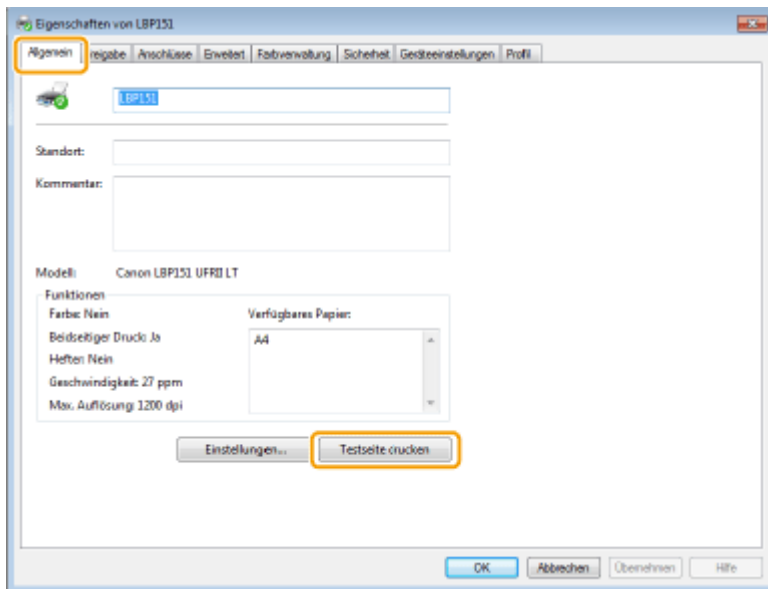 Eigenschaften von LBP151
Allgemein reigabe Anschlüsse Erweitert Farbverwaltung Sicherheit Geräteeinstellungen Profil
LBP151
Standort:
Kommentar:
Modell: Canon LBP151 UFRII LT
Funktionen
Farbe: Nein Verfügbares Papier:
Beidseitiger Druck: Ja A4
Heften: Nein
Geschwindigkeit: 27 ppm
Max. Auflösung: 1200 dpi
Einstellungen... Testseite drucken
OK Abbrechen Übernehmen Hilfe